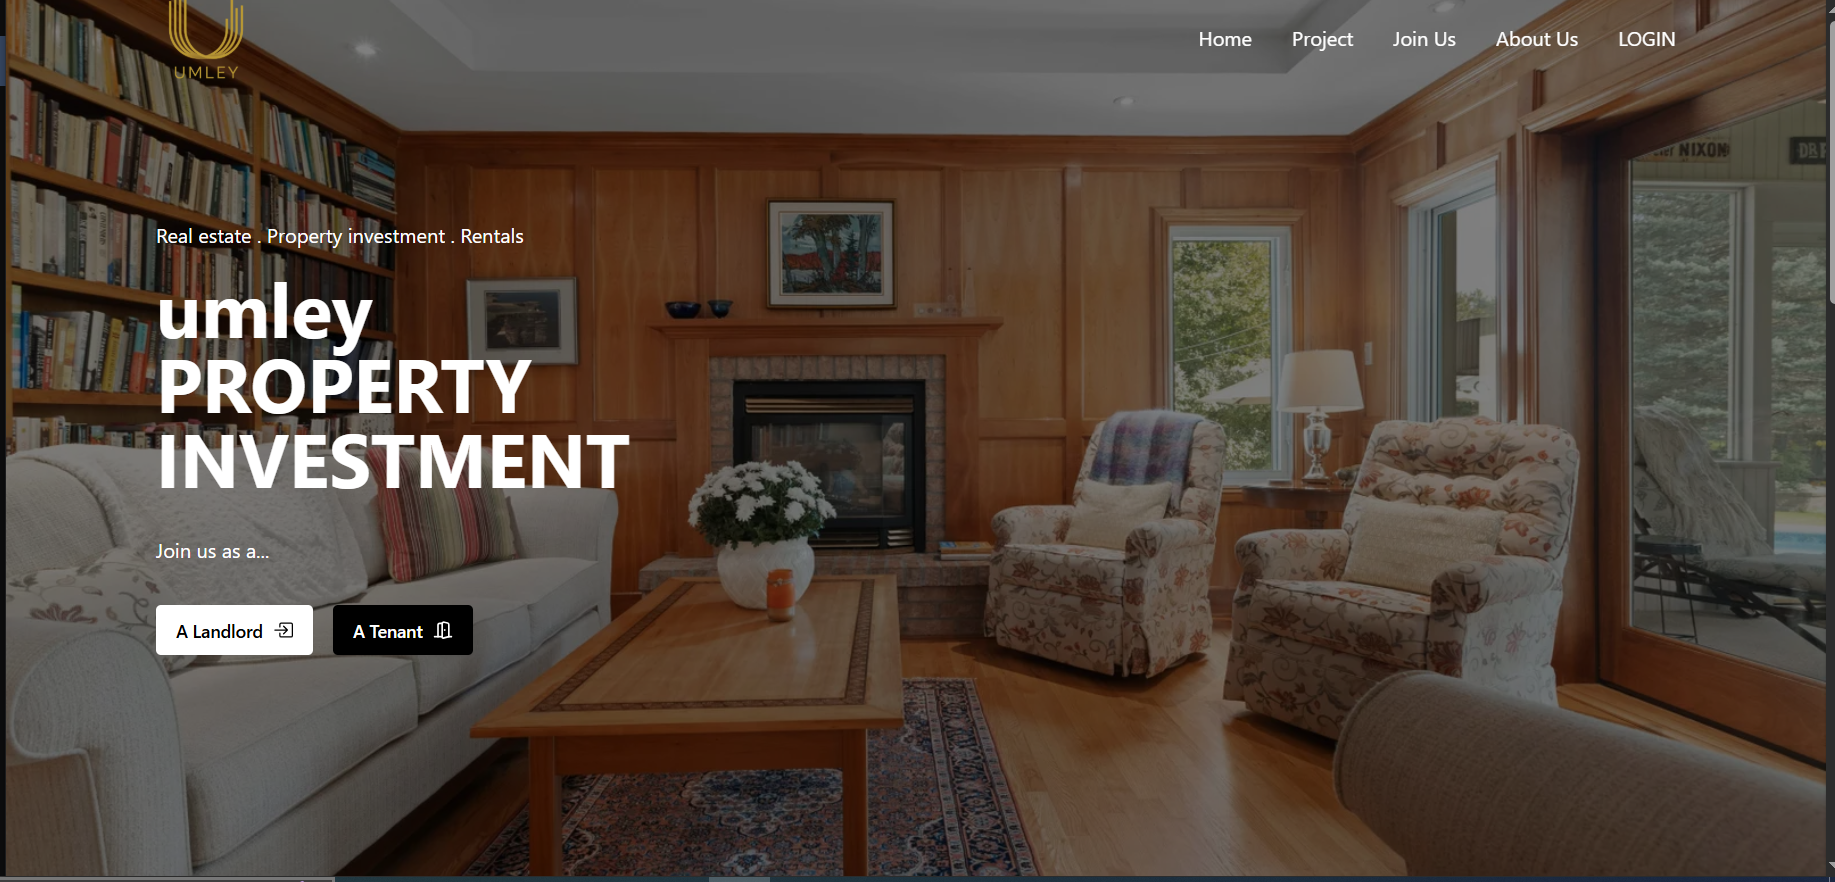 UMLEY
Home Project Join Us About Us LOGIN
NIXON
Real estate . Property investment . Rentals
umley
PROPERTY
INVESTMENT
Join us as a...
A Landlord
A Tenant